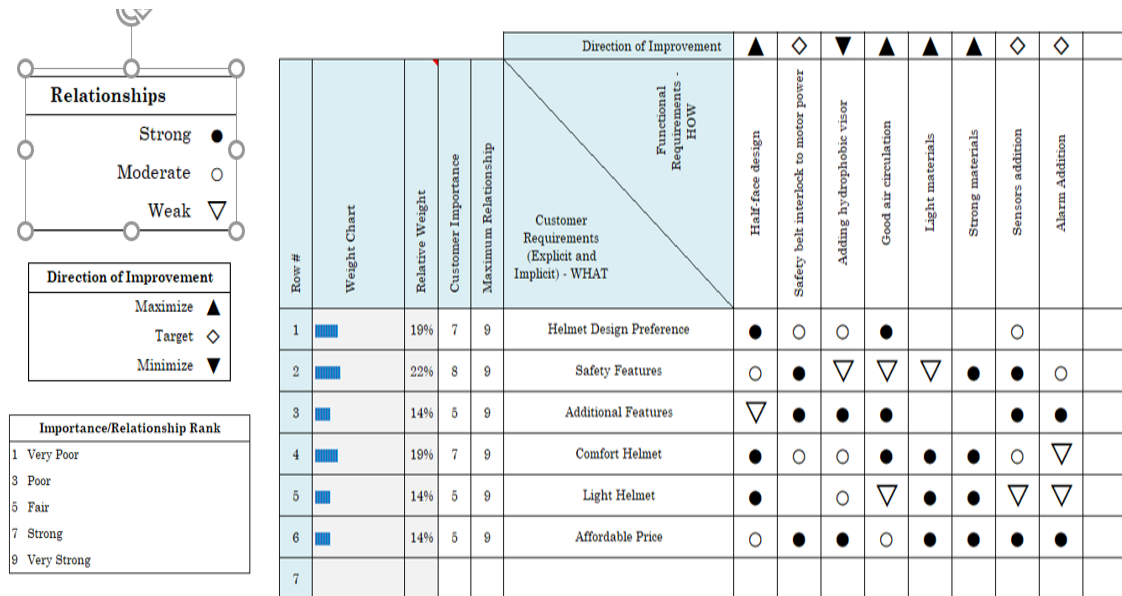 Relationships
Strong ●
Moderate ○
Weak ▽
Direction of Improvement
Maximize ▲
Target ◇
Minimize ▼
Importance/Relationship Rank
1 Very Poor
3 Poor
5 Fair
7 Strong
9 Very Strong
Direction of Improvement ▲ ◇ ▼ ▲ ▲ ▲ ◇ ◇
Row #
Weight Chart
Relative Weight
Customer Importance
Maximum Relationship
Functional
Requirements -
HOW
Customer
Requirements
(Explicit and
Implicit) - WHAT
Half-face design
Safety belt interlock to motor power
Adding hydrophobic visor
Good air circulation
Light materials
Strong materials
Sensors addition
Alarm Addition
1 19% 7 9 Helmet Design Preference ● ○ ○ ● ○
2 22% 8 9 Safety Features ○ ● ▽ ▽ ▽ ● ● ○
3 14% 5 9 Additional Features ▽ ● ● ● ● ●
4 19% 7 9 Comfort Helmet ● ○ ○ ● ● ● ○ ▽
5 14% 5 9 Light Helmet ● ○ ▽ ● ● ▽ ▽
6 14% 5 9 Affordable Price ○ ● ● ○ ● ● ● ●
7